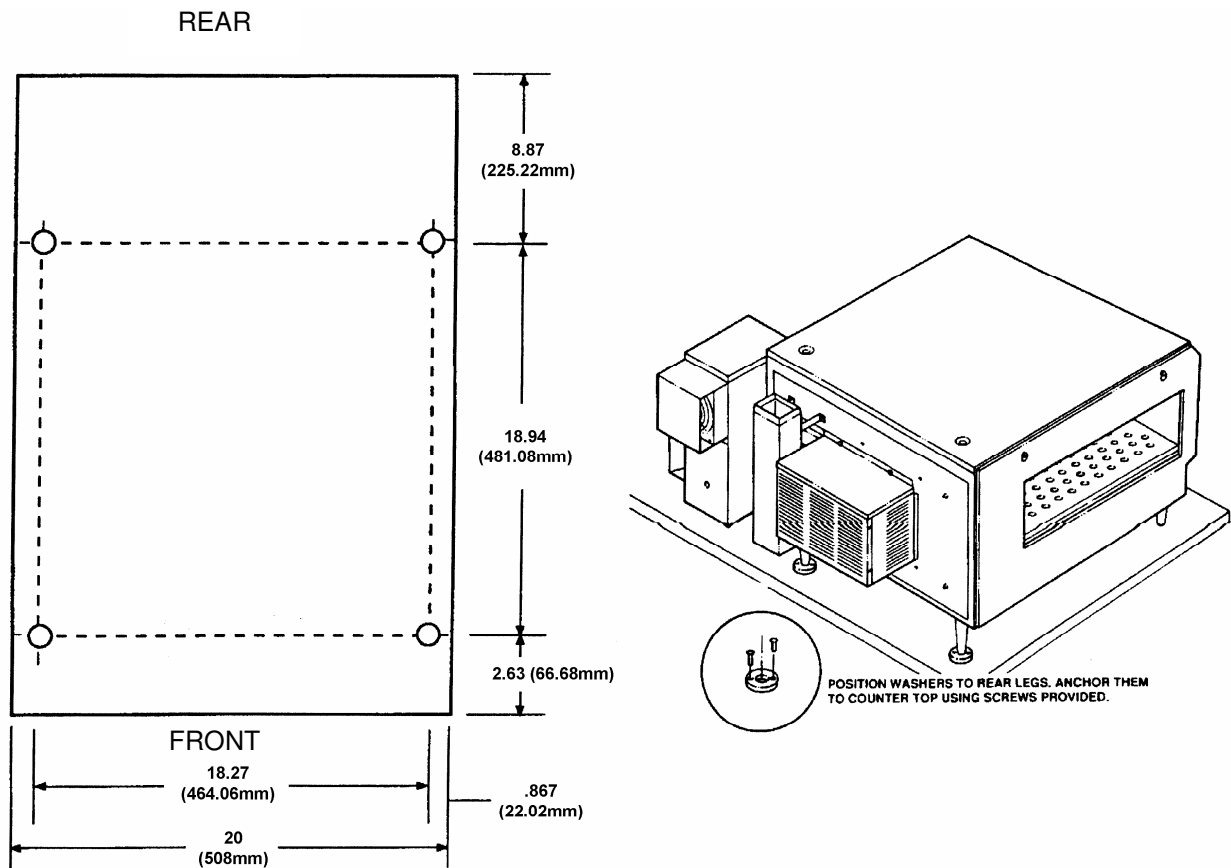 REAR
8.87
(225.22mm)
18.94
(481.08mm)
2.63 (66.68mm)
FRONT
18.27
(464.06mm)
.867
(22.02mm)
20
(508mm)
POSITION WASHERS TO REAR LEGS. ANCHOR THEM
TO COUNTER TOP USING SCREWS PROVIDED.